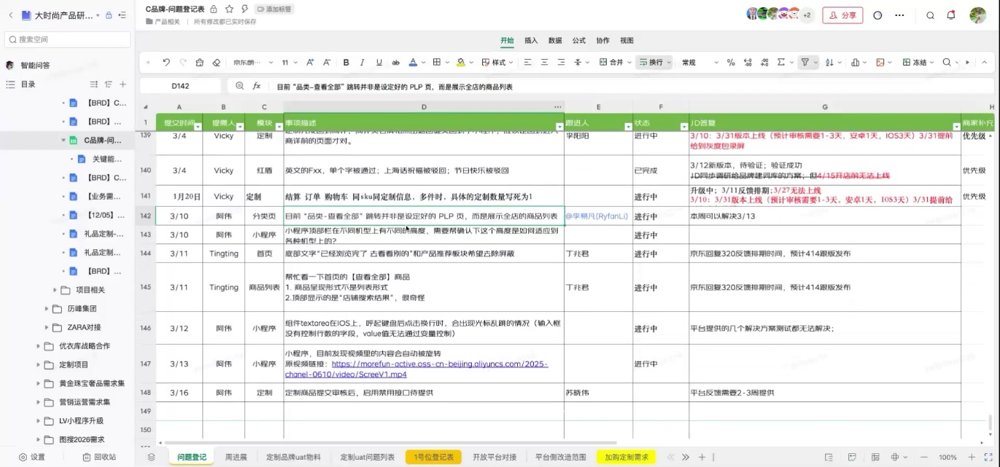 大时尚产品研...
C品牌-问题登记表
添加标签
产品相关
所有修改都已实时保存
+2
分享
搜索空间
开始 插入 数据 公式 协作 视图
智能问答
京东朗... 11 B I U ab A 样式 合并 换行 常规 % Σ 冻结
目录
D142
fx 目前 “品类-查看全部” 跳转并非是设定好的 PLP 页，而是展示全店的商品列表
【BRD】C...
【BRD】...
C品牌-问...
关键能...
【BRD】C...
【业务需...
【12/05】...
礼品定制-...
礼品定制...
【BRD】...
项目相关
历峰集团
ZARA对接
优衣库战略合作
定制项目
黄金珠宝奢品需求集
营销运营需求集
LV小程序升级
图搜2026需求
设置 回收站
A B C D E F G H
1 提交时间 提需人 模块 事项描述 跟进人 状态 JD答复 商家补充
139 3/4 Vicky 定制 商详前的页面才对。 李阳阳 进行中 3/10：3/31版本上线（预计审核需要1-3天，安卓1天，IOS3天）3/31提前
给到灰度包录屏 优先级
140 3/4 Vicky 红盾 英文的Fxx，单个字被通过；上海话祝福被驳回；节日快乐被驳回 已完成 3/12新版本，待验证；验证成功
JD同步调研给品牌建词库的方案；但4/15开店前无法上线 优先级
141 1月20日 Vicky 定制 结算 订单 购物车 同sku同定制信息，多件时，具体的定制数量写死为1 进行中 升级中；3/11反馈排期;3/27无法上线
3/10：3/31版本上线（预计审核需要1-3天，安卓1天，IOS3天）3/31提前给 优先级
142 3/10 阿伟 分类页 目前 “品类-查看全部” 跳转并非是设定好的 PLP 页，而是展示全店的商品列表 @李易凡(RyfanLi) 进行中 本周可以解决3/13
143 3/10 阿伟 小程序 小程序顶部栏在不同机型上有不同的高度，需要帮确认下这个高度是如何适应到
各种机型上的? 进行中
144 3/11 Tingting 首页 底部文字“已经浏览完了 去看看别的”和产品推荐板块希望去除屏蔽 丁兆君 进行中 京东回复320反馈排期时间，预计414跟版发布
145 3/11 Tingting 商品列表 帮忙看一下首页的【查看全部】商品
1. 商品呈现形式不是列表形式
2.顶部显示的是“店铺搜索结果”，很奇怪 丁兆君 进行中 京东回复320反馈排期时间，预计414跟版发布
146 3/12 阿伟 小程序 组件textarea在IOS上，呼起键盘后点击换行时，会出现光标乱跳的情况（输入框
没有控制行数的字段，value值无法通过变量控制） 进行中 平台提供的几个解决方案测试都无法解决；
147 3/13 阿伟 小程序 小程序，目前发现视频里的内容会自动被旋转
原视频链接：https://morefun-active.oss-cn-beijing.aliyuncs.com/2025-
chanel-0610/video/ScreeV1.mp4 进行中
148 3/16 阿伟 定制 定制商品提交审核后，启用禁用接口待提供 苏晓伟 平台反馈需要2-3周提供
149
150
问题登记 周进展 定制品牌uat物料 定制uat问题列表 1号位登记表 开放平台对接 平台侧改造范围 加购定制需求
100%